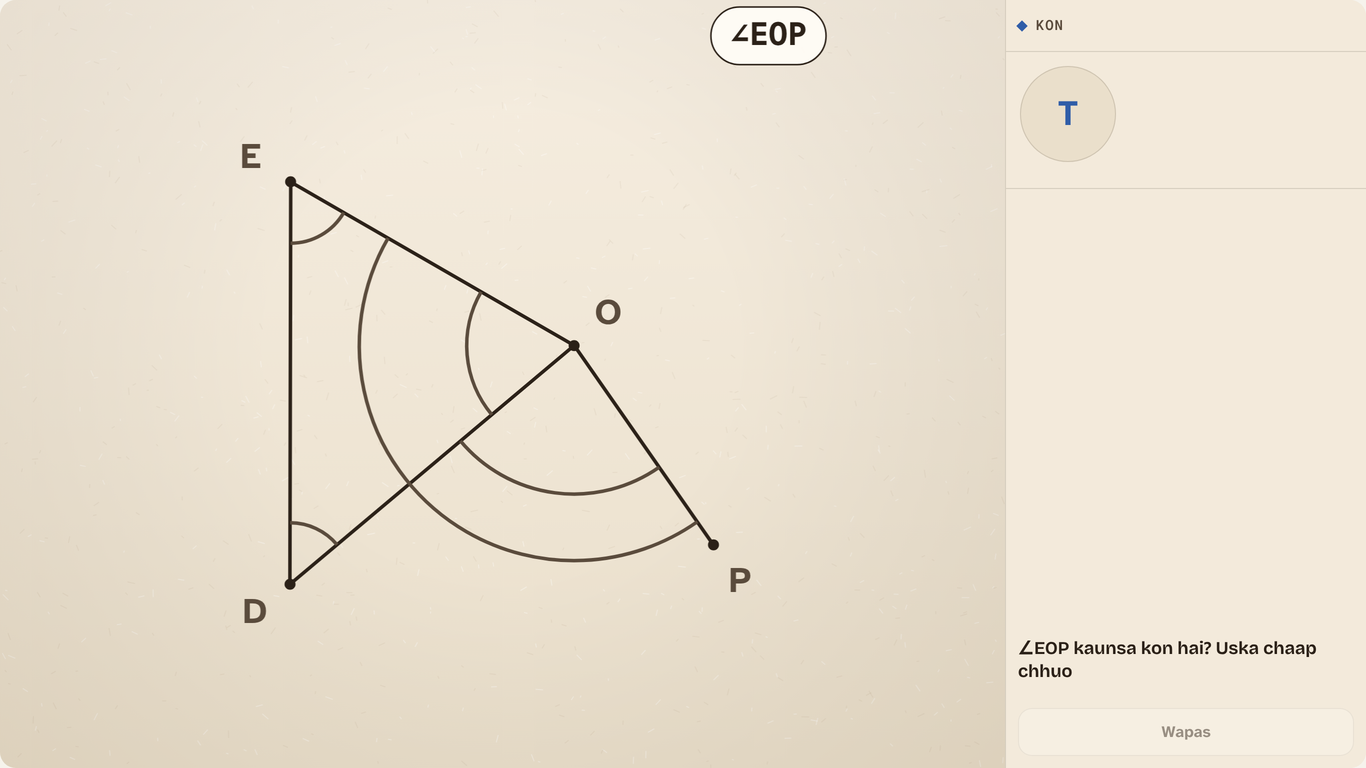 ∠EOP
E
O
P
D
KON
T
∠EOP kaunsa kon hai? Uska chaap
chhuo
Wapas